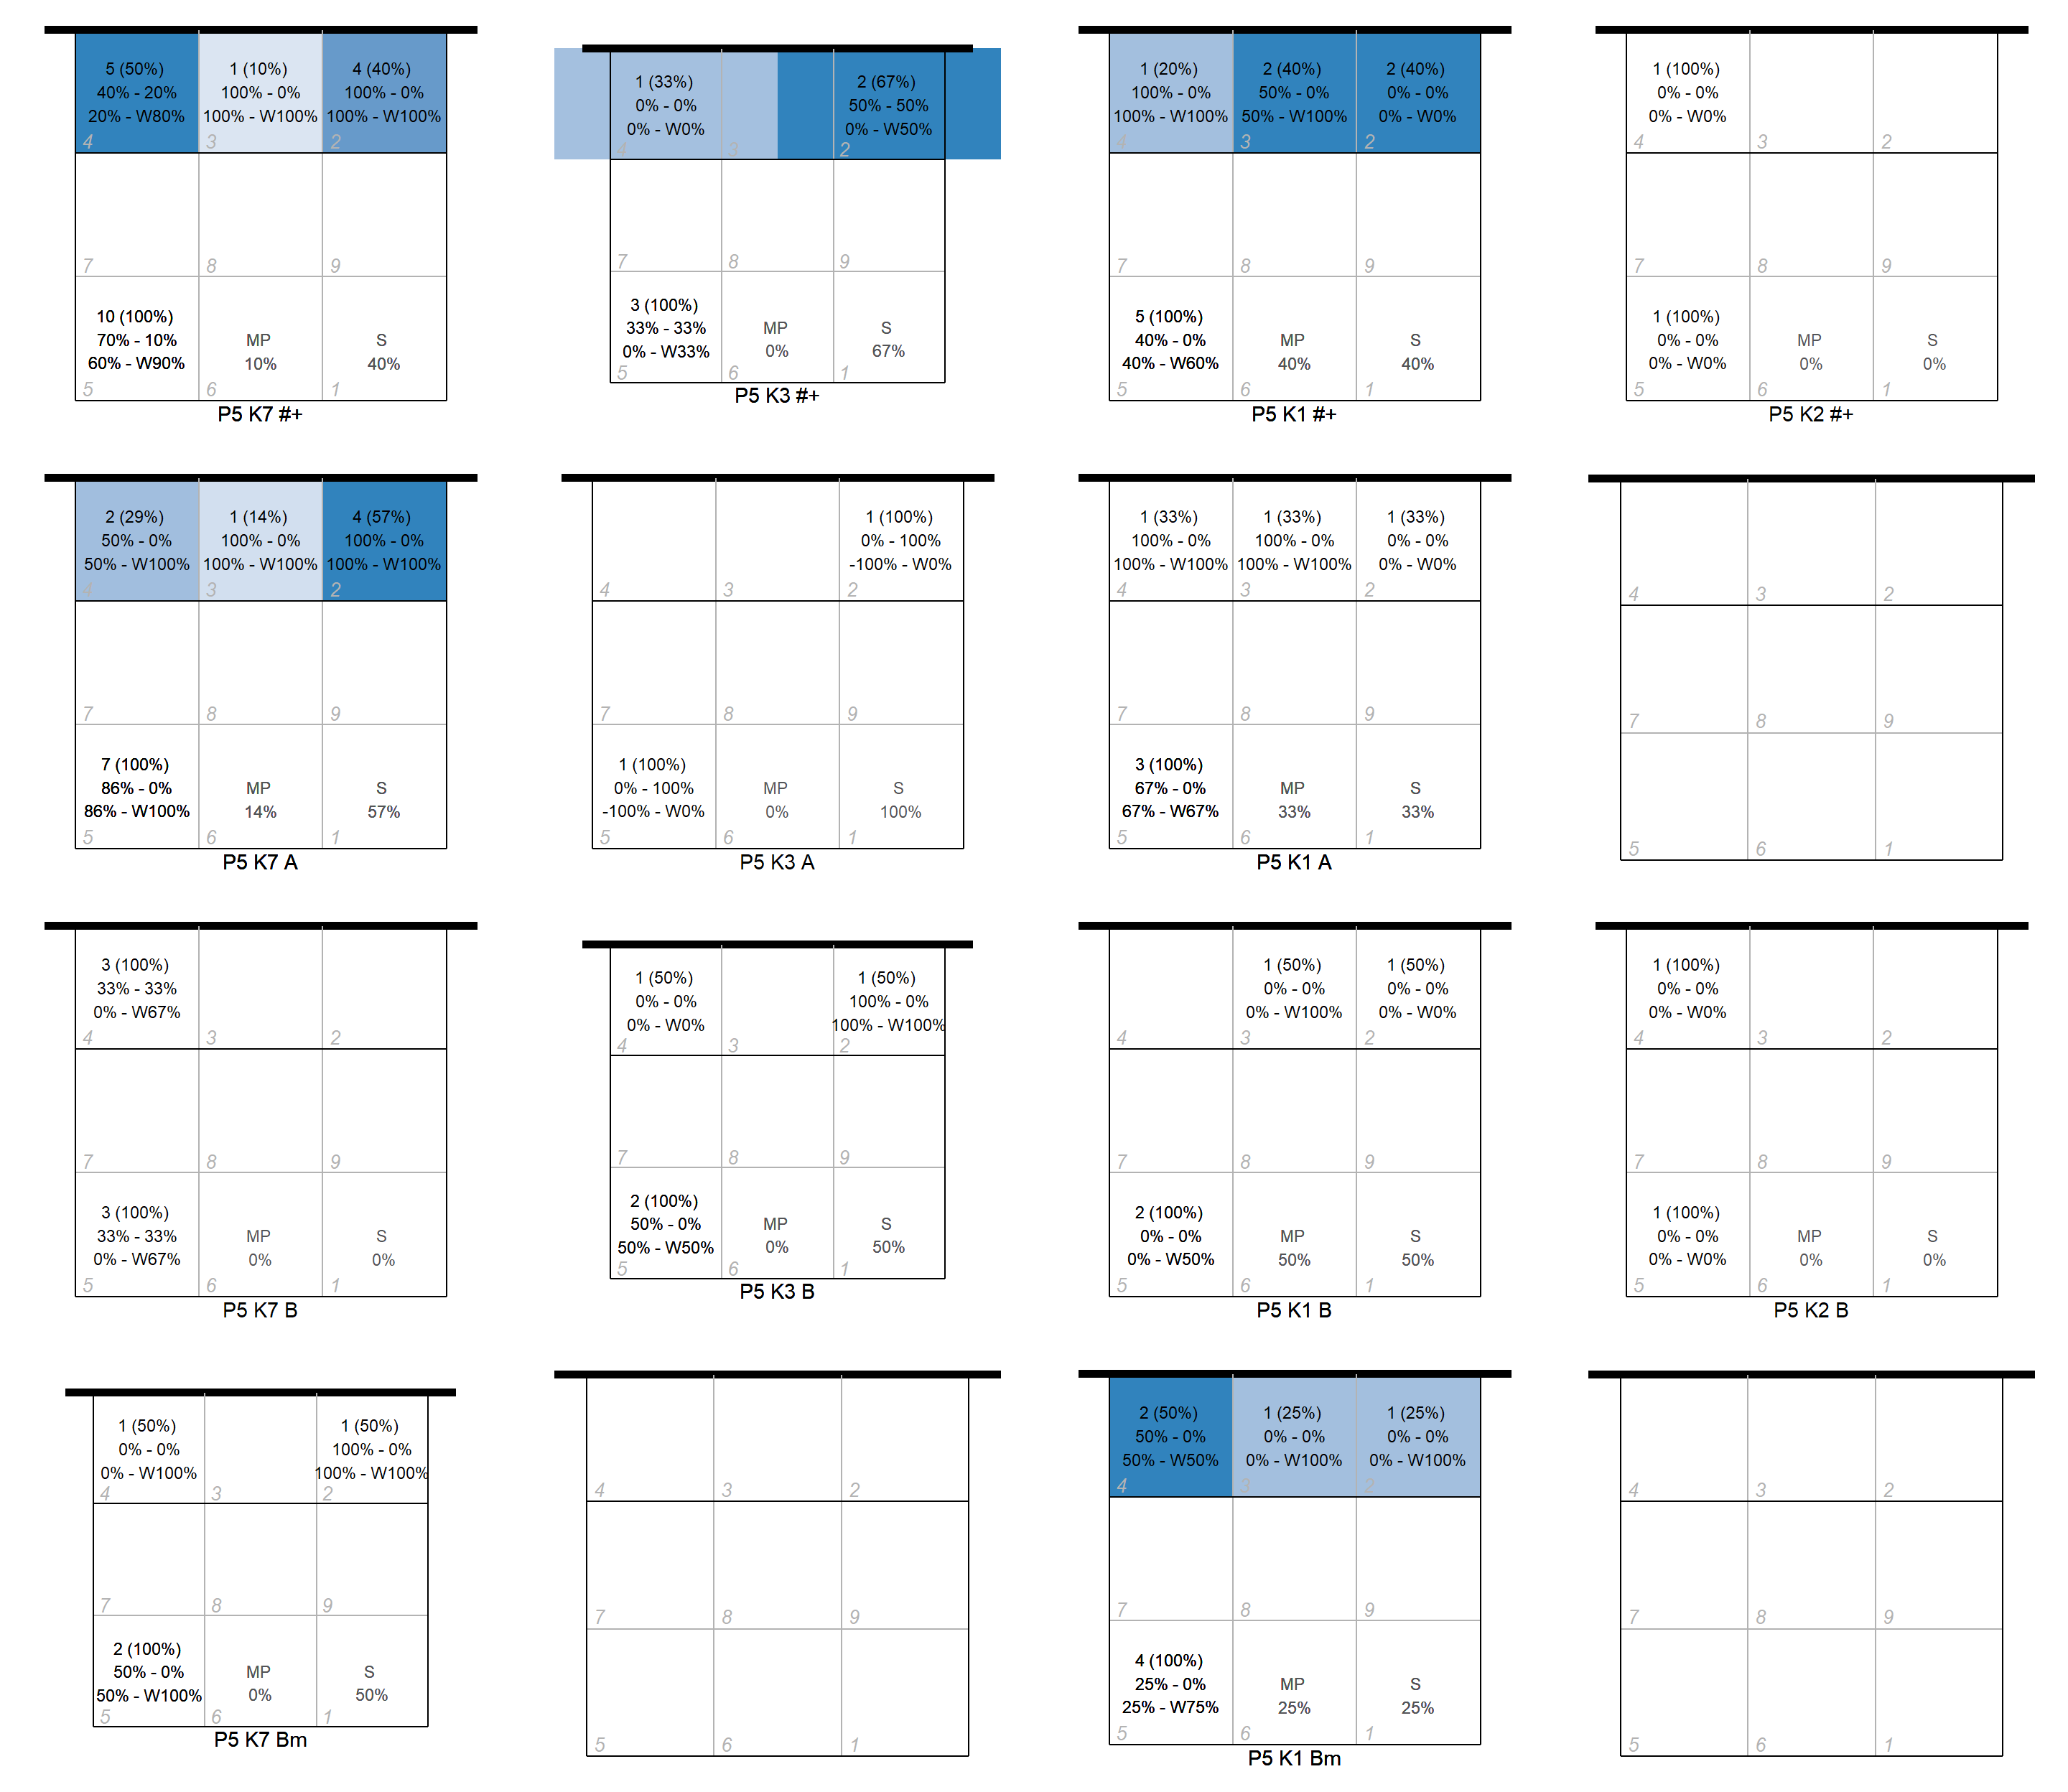 5 (50%)
40% - 20%
20% - W80%
4
1 (10%)
100% - 0%
100% - W100%
3
4 (40%)
100% - 0%
100% - W100%
2
7
8
9
10 (100%)
70% - 10%
60% - W90%
5
MP
10%
6
S
40%
1
P5 K7 #+
1 (33%)
0% - 0%
0% - W0%
4
3
2 (67%)
50% - 50%
0% - W50%
2
7
8
9
3 (100%)
33% - 33%
0% - W33%
5
MP
0%
6
S
67%
1
P5 K3 #+
1 (20%)
100% - 0%
100% - W100%
4
2 (40%)
50% - 0%
50% - W100%
3
2 (40%)
0% - 0%
0% - W0%
2
7
8
9
5 (100%)
40% - 0%
40% - W60%
5
MP
40%
6
S
40%
1
P5 K1 #+
1 (100%)
0% - 0%
0% - W0%
4
3
2
7
8
9
1 (100%)
0% - 0%
0% - W0%
5
MP
0%
6
S
0%
1
P5 K2 #+
2 (29%)
50% - 0%
50% - W100%
4
1 (14%)
100% - 0%
100% - W100%
3
4 (57%)
100% - 0%
100% - W100%
2
7
8
9
7 (100%)
86% - 0%
86% - W100%
5
MP
14%
6
S
57%
1
P5 K7 A
4
3
1 (100%)
0% - 100%
-100% - W0%
2
7
8
9
1 (100%)
0% - 100%
-100% - W0%
5
MP
0%
6
S
100%
1
P5 K3 A
1 (33%)
100% - 0%
100% - W100%
4
1 (33%)
100% - 0%
100% - W100%
3
1 (33%)
0% - 0%
0% - W0%
2
7
8
9
3 (100%)
67% - 0%
67% - W67%
5
MP
33%
6
S
33%
1
P5 K1 A
4
3
2
7
8
9
5
6
1
3 (100%)
33% - 33%
0% - W67%
4
3
2
7
8
9
3 (100%)
33% - 33%
0% - W67%
5
MP
0%
6
S
0%
1
P5 K7 B
1 (50%)
0% - 0%
0% - W0%
4
3
1 (50%)
100% - 0%
100% - W100%
2
7
8
9
2 (100%)
50% - 0%
50% - W50%
5
MP
0%
6
S
50%
1
P5 K3 B
4
1 (50%)
0% - 0%
0% - W100%
3
1 (50%)
0% - 0%
0% - W0%
2
7
8
9
2 (100%)
0% - 0%
0% - W50%
5
MP
50%
6
S
50%
1
P5 K1 B
1 (100%)
0% - 0%
0% - W0%
4
3
2
7
8
9
1 (100%)
0% - 0%
0% - W0%
5
MP
0%
6
S
0%
1
P5 K2 B
1 (50%)
0% - 0%
0% - W100%
4
3
1 (50%)
100% - 0%
100% - W100%
2
7
8
9
2 (100%)
50% - 0%
50% - W100%
5
MP
0%
6
S
50%
1
P5 K7 Bm
4
3
2
7
8
9
5
6
1
2 (50%)
50% - 0%
50% - W50%
4
1 (25%)
0% - 0%
0% - W100%
3
1 (25%)
0% - 0%
0% - W100%
2
7
8
9
4 (100%)
25% - 0%
25% - W75%
5
MP
25%
6
S
25%
1
P5 K1 Bm
4
3
2
7
8
9
5
6
1